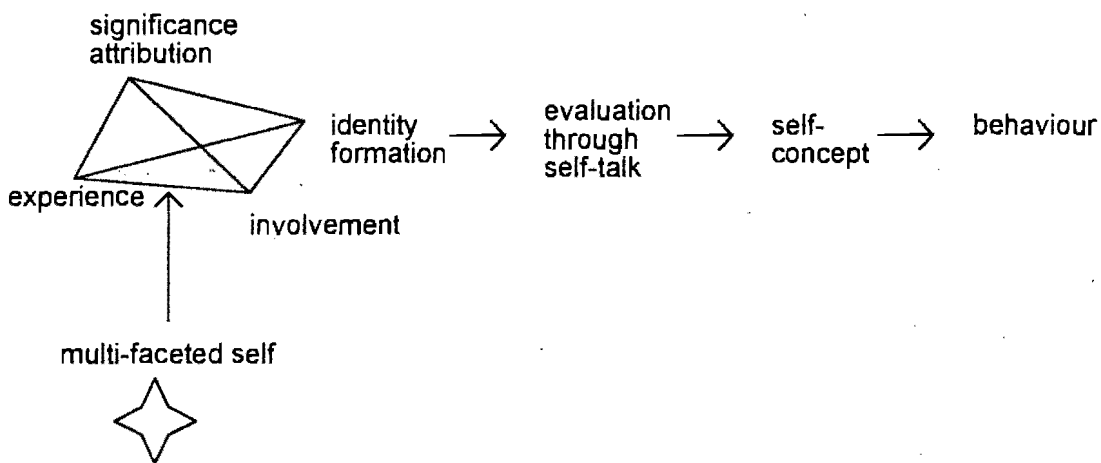 significance
attribution
identity
formation
evaluation
through
self-talk
self-
concept
behaviour
experience
involvement
multi-faceted self